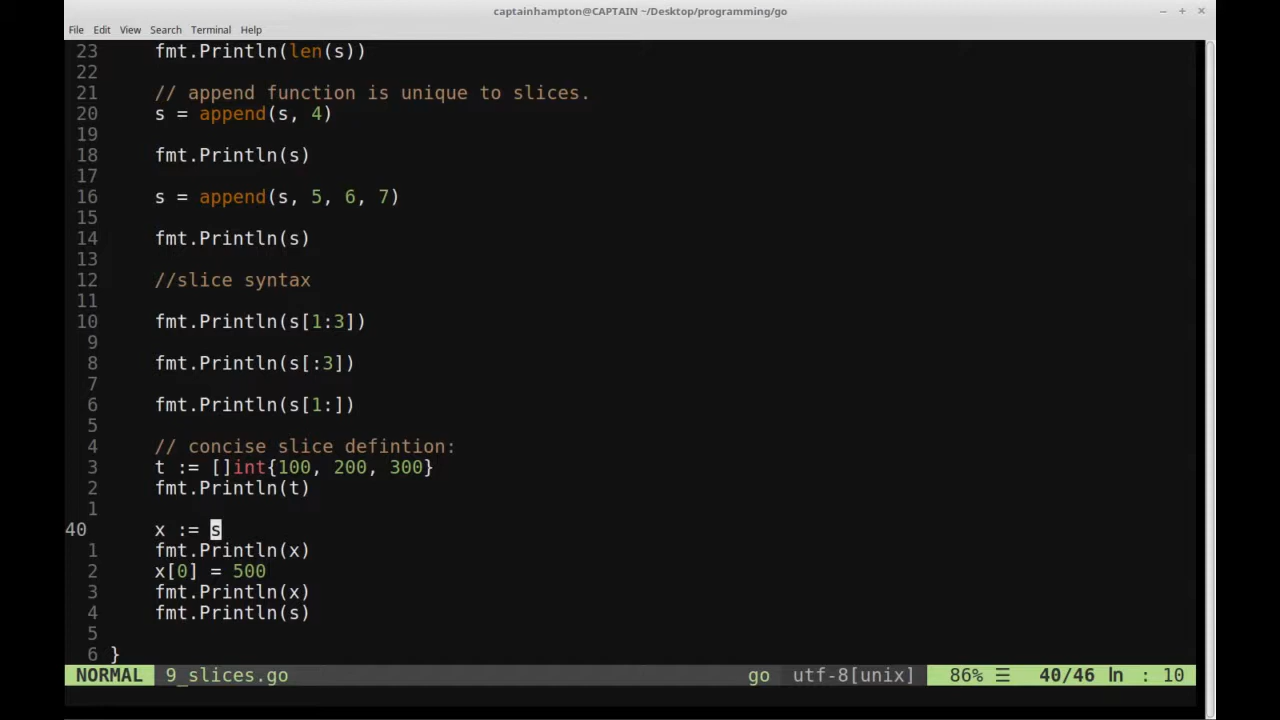 captainhampton@CAPTAIN ~/Desktop/programming/go
File Edit View Search Terminal Help
23 fmt.Println(len(s))
22
21 // append function is unique to slices.
20 s = append(s, 4)
19
18 fmt.Println(s)
17
16 s = append(s, 5, 6, 7)
15
14 fmt.Println(s)
13
12 //slice syntax
11
10 fmt.Println(s[1:3])
9
8 fmt.Println(s[:3])
7
6 fmt.Println(s[1:])
5
4 // concise slice defintion:
3 t := []int{100, 200, 300}
2 fmt.Println(t)
1
40 x := s
1 fmt.Println(x)
2 x[0] = 500
3 fmt.Println(x)
4 fmt.Println(s)
5
6 }
NORMAL 9_slices.go go utf-8[unix] 86% ☰ 40/46 ln : 10